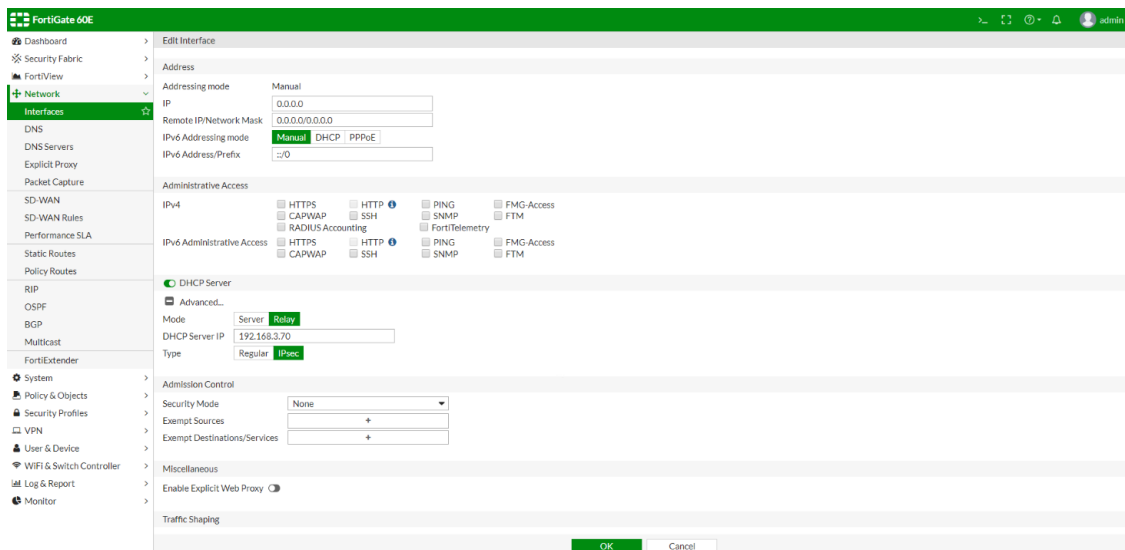 FortiGate 60E
>_
admin
Dashboard
Security Fabric
FortiView
Network
Interfaces
DNS
DNS Servers
Explicit Proxy
Packet Capture
SD-WAN
SD-WAN Rules
Performance SLA
Static Routes
Policy Routes
RIP
OSPF
BGP
Multicast
FortiExtender
System
Policy & Objects
Security Profiles
VPN
User & Device
WiFi & Switch Controller
Log & Report
Monitor
Edit Interface
Address
Addressing mode Manual
IP 0.0.0.0
Remote IP/Network Mask 0.0.0.0/0.0.0.0
IPv6 Addressing mode Manual DHCP PPPoE
IPv6 Address/Prefix ::/0
Administrative Access
IPv4 HTTPS HTTP PING FMG-Access
CAPWAP SSH SNMP FTM
RADIUS Accounting FortiTelemetry
IPv6 Administrative Access HTTPS HTTP PING FMG-Access
CAPWAP SSH SNMP FTM
DHCP Server
Advanced...
Mode Server Relay
DHCP Server IP 192.168.3.70
Type Regular IPsec
Admission Control
Security Mode None
Exempt Sources +
Exempt Destinations/Services +
Miscellaneous
Enable Explicit Web Proxy
Traffic Shaping
OK Cancel